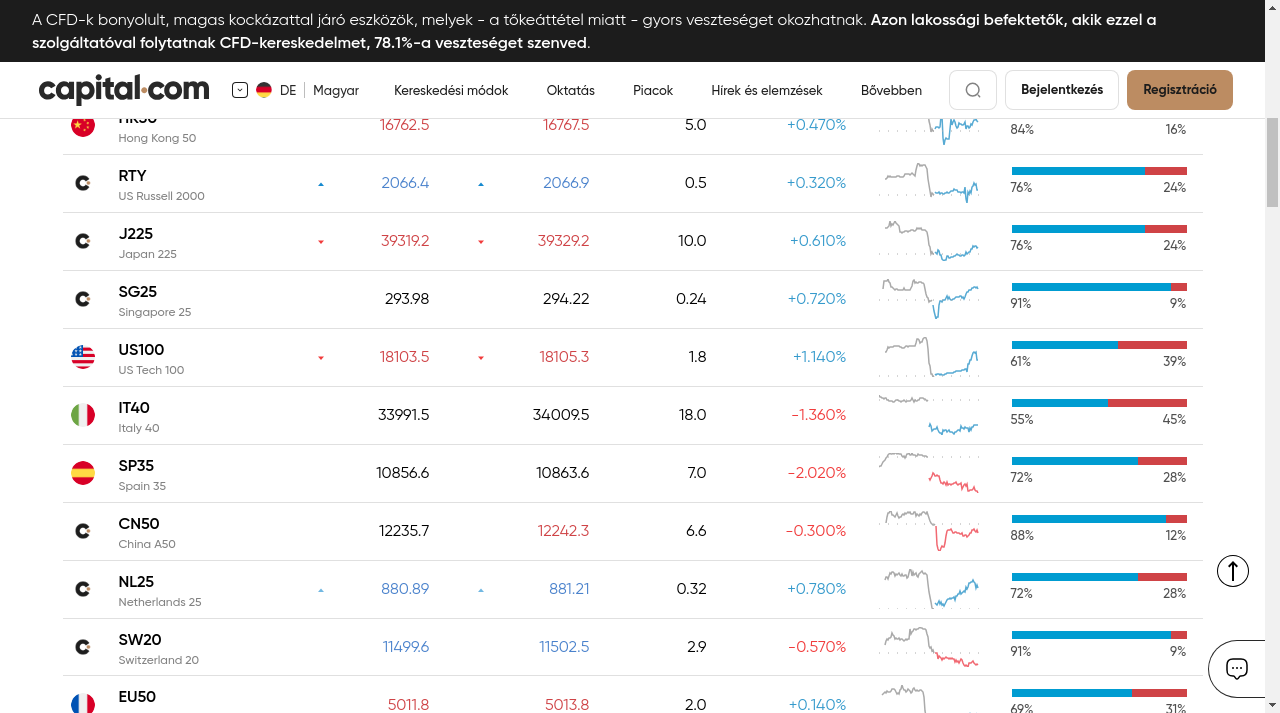 A CFD-k bonyolult, magas kockázattal járó eszközök, melyek - a tőkeáttétel miatt - gyors veszteséget okozhatnak. Azon lakossági befektetők, akik ezzel a
szolgáltatóval folytatnak CFD-kereskedelmet, 78.1%-a veszteséget szenved.
capital.com DE Magyar Kereskedési módok Oktatás Piacok Hírek és elemzések Bővebben Bejelentkezés Regisztráció
HK50 16762.5 16767.5 5.0 +0.470% 84% 16%
Hong Kong 50
RTY 2066.4 2066.9 0.5 +0.320% 76% 24%
US Russell 2000
J225 39319.2 39329.2 10.0 +0.610% 76% 24%
Japan 225
SG25 293.98 294.22 0.24 +0.720% 91% 9%
Singapore 25
US100 18103.5 18105.3 1.8 +1.140% 61% 39%
US Tech 100
IT40 33991.5 34009.5 18.0 -1.360% 55% 45%
Italy 40
SP35 10856.6 10863.6 7.0 -2.020% 72% 28%
Spain 35
CN50 12235.7 12242.3 6.6 -0.300% 88% 12%
China A50
NL25 880.89 881.21 0.32 +0.780% 72% 28%
Netherlands 25
SW20 11499.6 11502.5 2.9 -0.570% 91% 9%
Switzerland 20
EU50 5011.8 5013.8 2.0 +0.140% 69% 31%